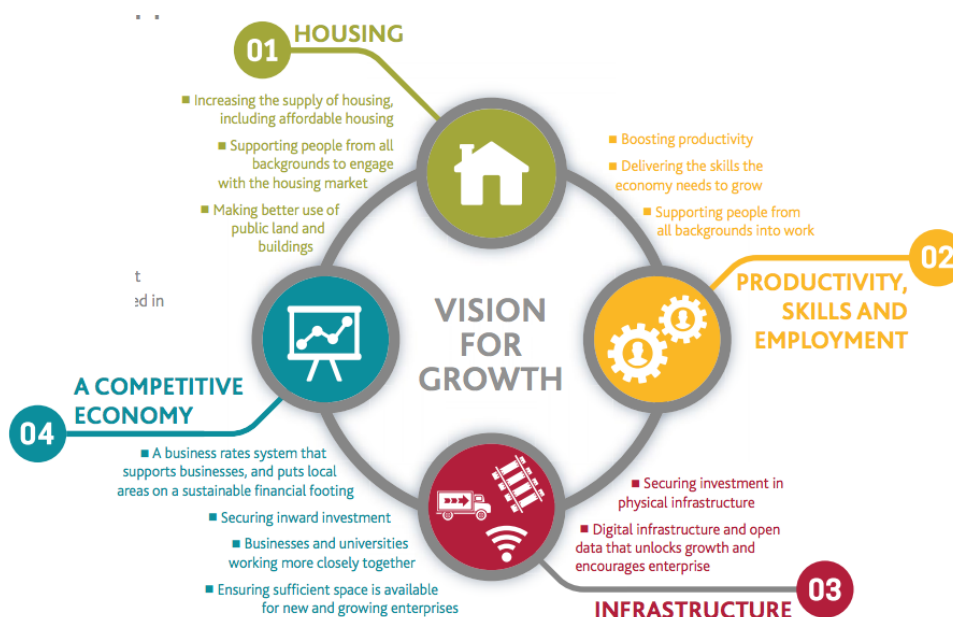 01
HOUSING
■ Increasing the supply of housing,
including affordable housing
■ Supporting people from all
backgrounds to engage
with the housing market
■ Making better use of
public land and
buildings
■ Boosting productivity
■ Delivering the skills the
economy needs to grow
■ Supporting people from
all backgrounds into work
02
PRODUCTIVITY,
SKILLS AND
EMPLOYMENT
t
ed in
VISION
FOR
GROWTH
A COMPETITIVE
ECONOMY
04
■ A business rates system that
supports businesses, and puts local
areas on a sustainable financial footing
■ Securing inward investment
■ Businesses and universities
working more closely together
■ Ensuring sufficient space is available
for new and growing enterprises
■ Securing investment in
physical infrastructure
■ Digital infrastructure and open
data that unlocks growth and
encourages enterprise
03
INFRASTRUCTURE